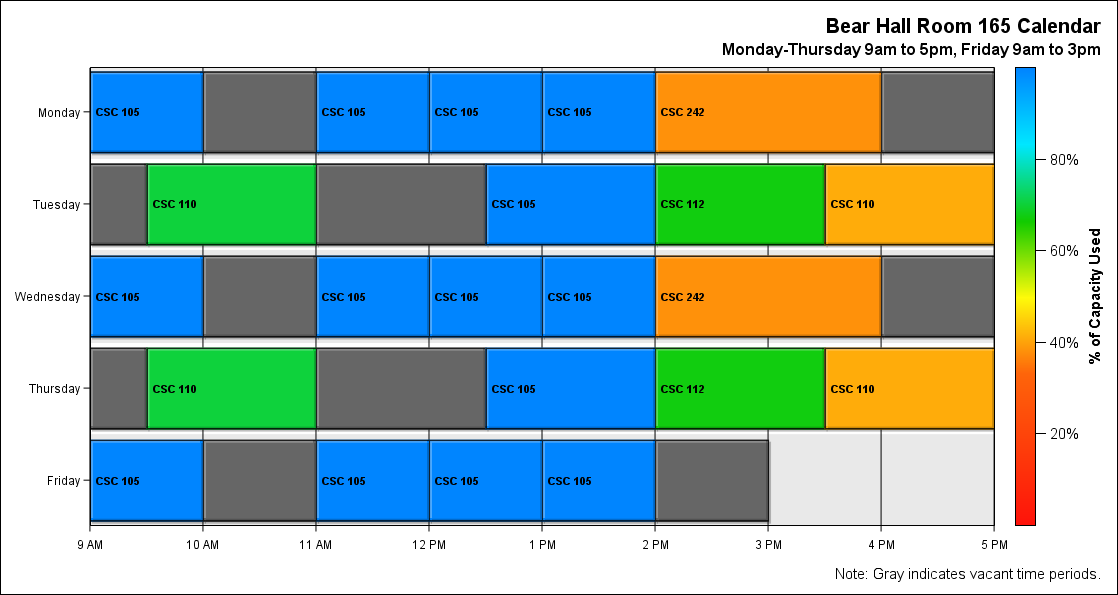 Bear Hall Room 165 Calendar
Monday-Thursday 9am to 5pm, Friday 9am to 3pm
Monday
CSC 105
CSC 105
CSC 105
CSC 105
CSC 242
Tuesday
CSC 110
CSC 105
CSC 112
CSC 110
Wednesday
CSC 105
CSC 105
CSC 105
CSC 105
CSC 242
Thursday
CSC 110
CSC 105
CSC 112
CSC 110
Friday
CSC 105
CSC 105
CSC 105
CSC 105
9 AM
10 AM
11 AM
12 PM
1 PM
2 PM
3 PM
4 PM
5 PM
80%
60%
40%
20%
% of Capacity Used
Note: Gray indicates vacant time periods.